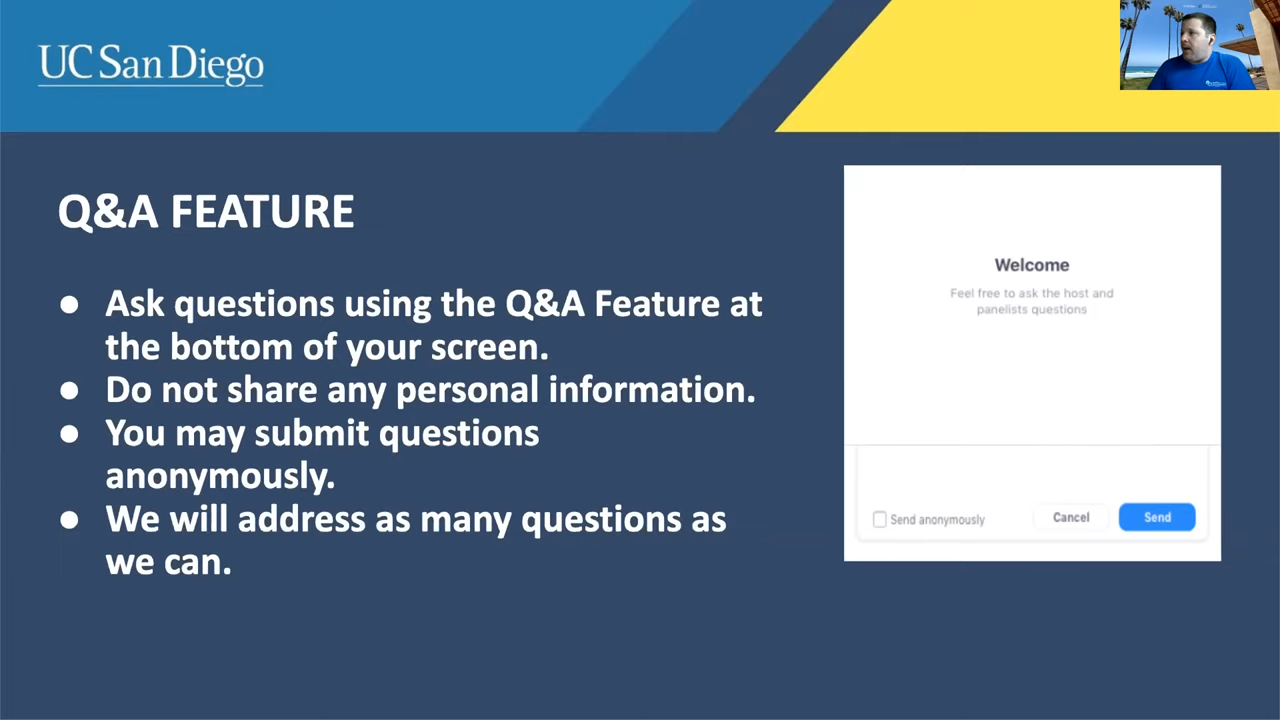 UC San Diego
Q&A FEATURE
● Ask questions using the Q&A Feature at
the bottom of your screen.
● Do not share any personal information.
● You may submit questions
anonymously.
● We will address as many questions as
we can.
Welcome
Feel free to ask the host and
panelists questions
Send anonymously
Cancel
Send